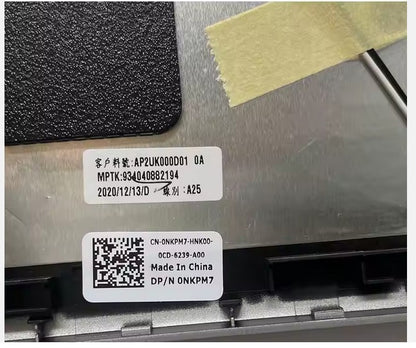 客户料號:AP2UK000D01 0A
MPTK:934040882194
2020/12/13/D 級別:A25
CN-0NKPM7-HNK00-
0CD-6239-A00
Made In China
DP/N 0NKPM7